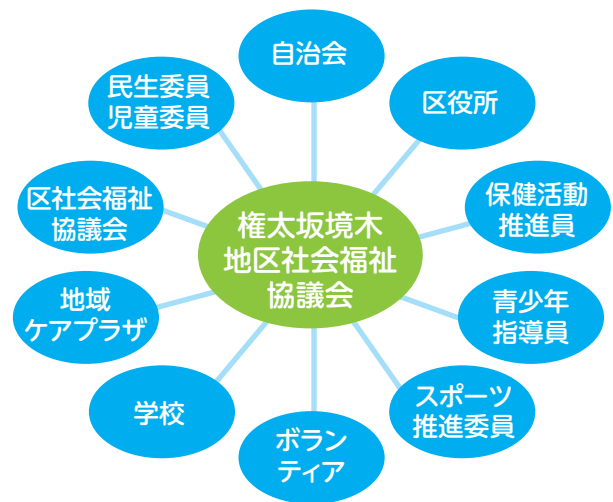 自治会
区役所
保健活動
推進員
青少年
指導員
スポーツ
推進委員
ボラン
ティア
学校
地域
ケアプラザ
区社会福祉
協議会
民生委員
児童委員
権太坂境木
地区社会福祉
協議会